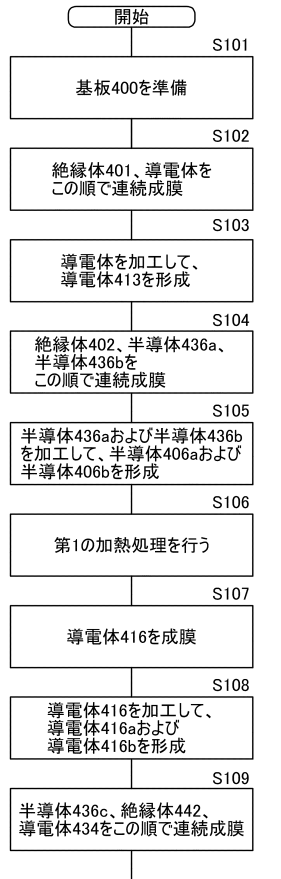 開始
S101
基板400を準備
S102
絶縁体401、導電体を
この順で連続成膜
S103
導電体を加工して、
導電体413を形成
S104
絶縁体402、半導体436a、
半導体436bを
この順で連続成膜
S105
半導体436aおよび半導体436b
を加工して、半導体406aおよび
半導体406bを形成
S106
第1の加熱処理を行う
S107
導電体416を成膜
S108
導電体416を加工して、
導電体416aおよび
導電体416bを形成
S109
半導体436c、絶縁体442、
導電体434をこの順で連続成膜